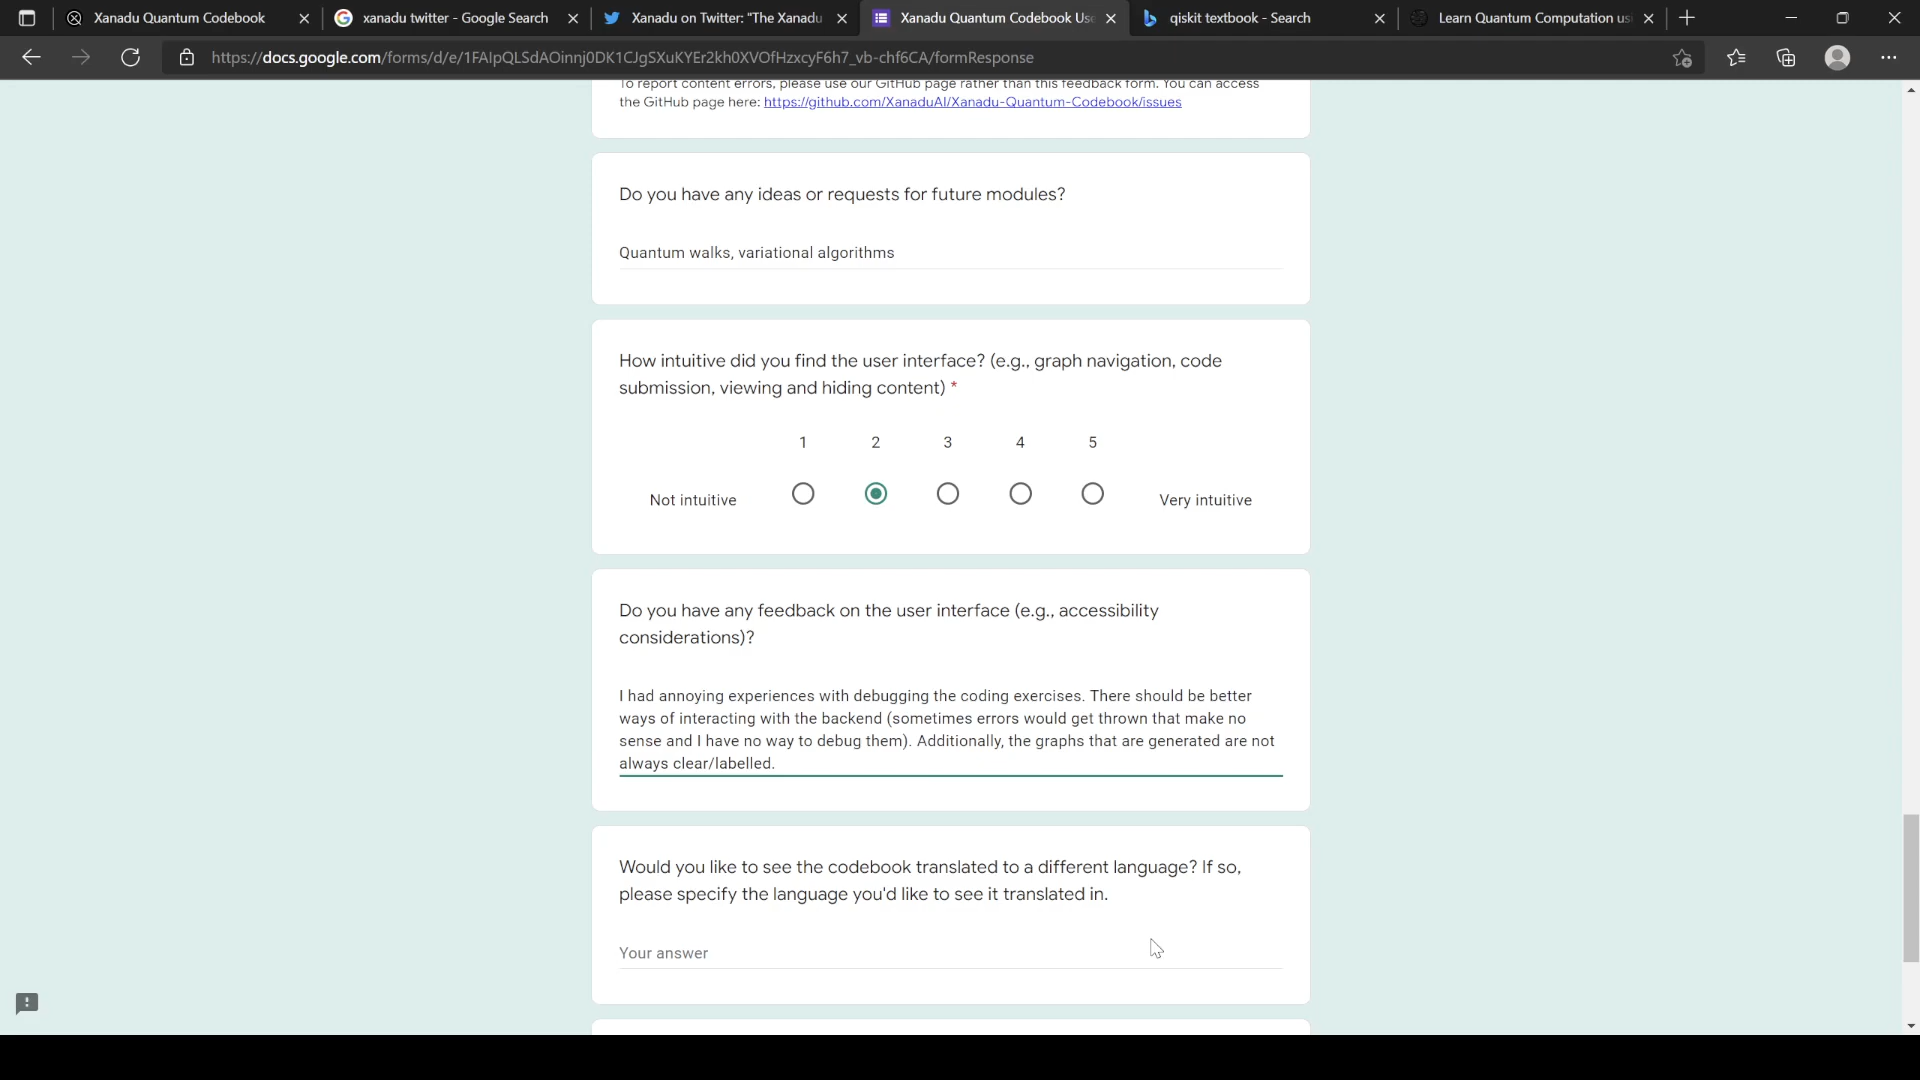 Xanadu Quantum Codebook
xanadu twitter - Google Search
Xanadu on Twitter: "The Xanadu
Xanadu Quantum Codebook Use
qiskit textbook - Search
Learn Quantum Computation usi
https://docs.google.com/forms/d/e/1FAIpQLSdAOinnj0DK1CJgSXuKYEr2kh0XVOfHzxcyF6h7_vb-chf6CA/formResponse
To report content errors, please use our GitHub page rather than this feedback form. You can access
the GitHub page here: https://github.com/XanaduAI/Xanadu-Quantum-Codebook/issues
Do you have any ideas or requests for future modules?
Quantum walks, variational algorithms
How intuitive did you find the user interface? (e.g., graph navigation, code
submission, viewing and hiding content) *
1 2 3 4 5
Not intuitive Very intuitive
Do you have any feedback on the user interface (e.g., accessibility
considerations)?
I had annoying experiences with debugging the coding exercises. There should be better
ways of interacting with the backend (sometimes errors would get thrown that make no
sense and I have no way to debug them). Additionally, the graphs that are generated are not
always clear/labelled.
Would you like to see the codebook translated to a different language? If so,
please specify the language you'd like to see it translated in.
Your answer